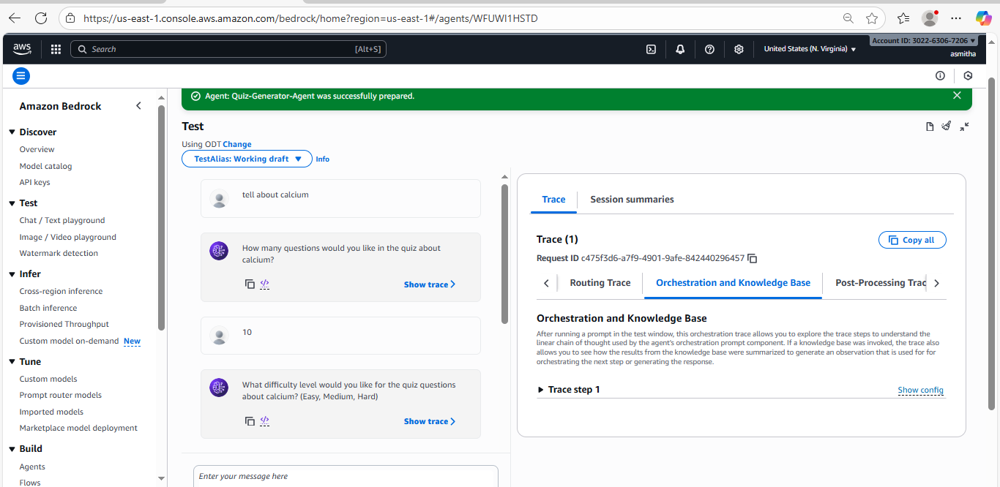 https://us-east-1.console.aws.amazon.com/bedrock/home?region=us-east-1#/agents/WFUWI1HSTD
aws
Search
[Alt+S]
United States (N. Virginia)
Account ID: 3022-6306-7206
asmitha
Amazon Bedrock
Discover
Overview
Model catalog
API keys
Test
Chat / Text playground
Image / Video playground
Watermark detection
Infer
Cross-region inference
Batch inference
Provisioned Throughput
Custom model on-demand New
Tune
Custom models
Prompt router models
Imported models
Marketplace model deployment
Build
Agents
Flows
Agent: Quiz-Generator-Agent was successfully prepared.
Test
Using ODT Change
TestAlias: Working draft
Info
tell about calcium
How many questions would you like in the quiz about
calcium?
Show trace
10
What difficulty level would you like for the quiz questions
about calcium? (Easy, Medium, Hard)
Show trace
Enter your message here
Trace
Session summaries
Trace (1)
Copy all
Request ID c475f3d6-a7f9-4901-9afe-842440296457
Routing Trace
Orchestration and Knowledge Base
Post-Processing Trac
Orchestration and Knowledge Base
After running a prompt in the test window, this orchestration trace allows you to explore the trace steps to understand the
linear chain of thought used by the agent's orchestration prompt component. If a knowledge base was invoked, the trace also
allows you to see how the results from the knowledge base were summarized to generate an observation that is used for for
orchestrating the next step or generating the response.
Trace step 1
Show config